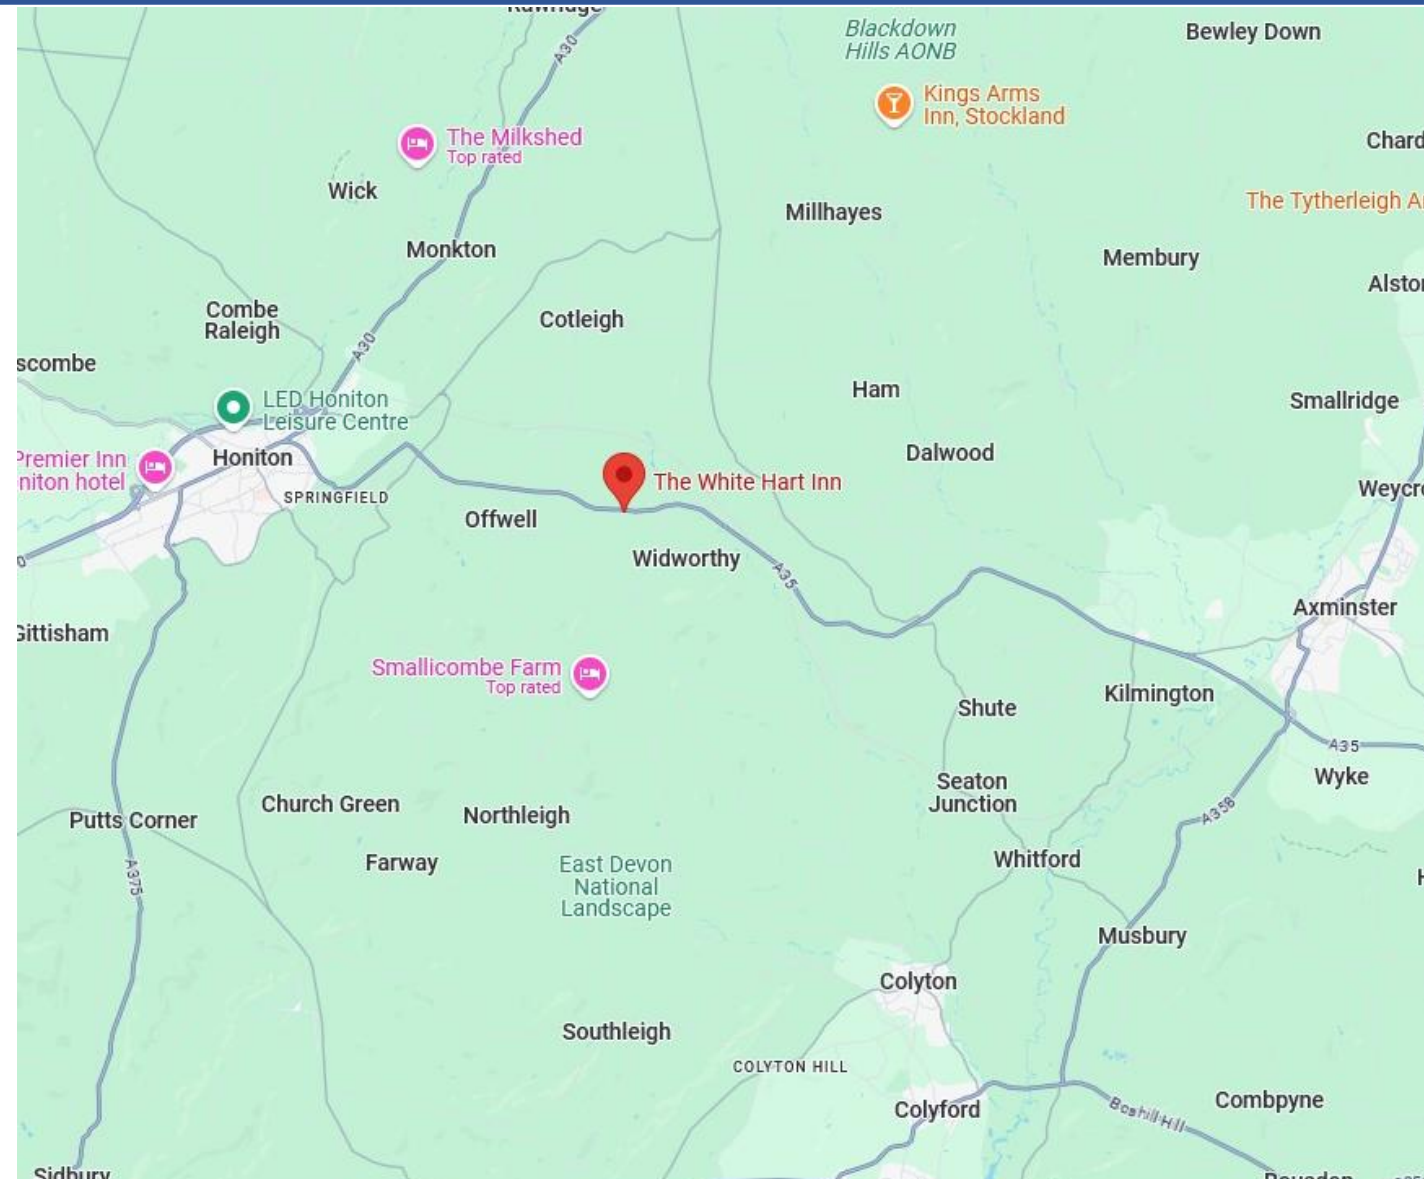 Rawridge
A30
Blackdown
Hills AONB
Bewley Down
Kings Arms
Inn, Stockland
The Milkshed
Top rated
Chard
Wick
The Tytherleigh A
Millhayes
Monkton
Membury
Alsto
Combe
Raleigh
Cotleigh
A30
scombe
Ham
LED Honiton
Leisure Centre
Smallridge
Premier Inn
niton hotel
Honiton
Dalwood
The White Hart Inn
SPRINGFIELD
Weycr
Offwell
Widworthy
A35
Axminster
Gittisham
Smallicombe Farm
Top rated
Kilmington
Shute
A35
Wyke
Seaton
Junction
Church Green
Northleigh
Putts Corner
A358
Farway
East Devon
National
Landscape
Whitford
A375
Musbury
Colyton
Southleigh
COLYTON HILL
Colyford
Boshill Hill
Combpyne
Sidbury
Rousdon